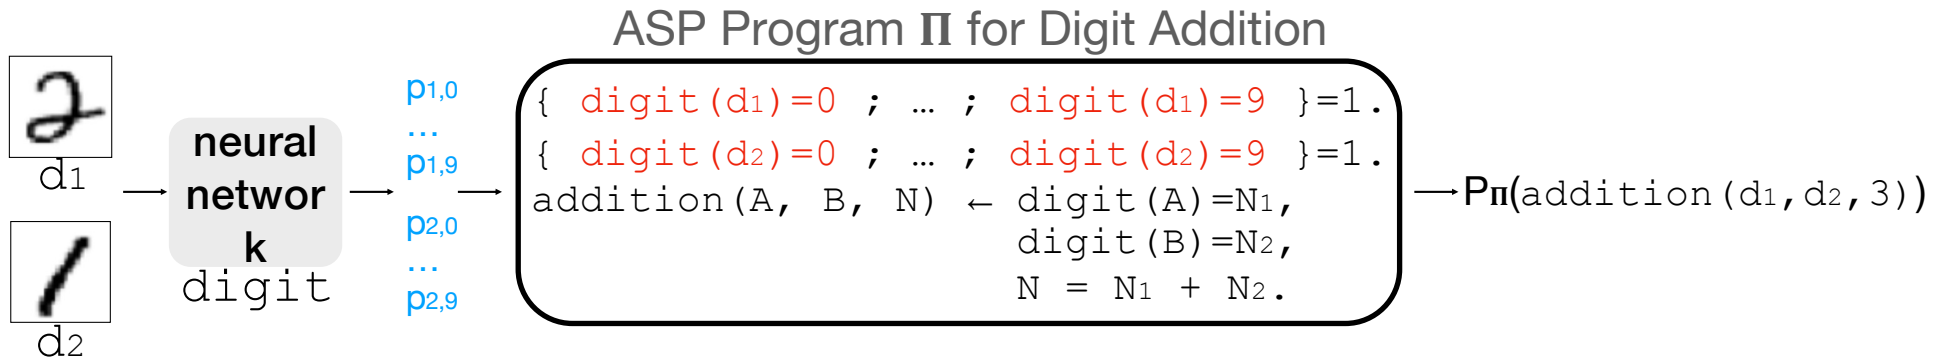 ASP Program Π for Digit Addition
2
d1
1
d2
neural
networ
k
digit
p1,0
...
p1,9
p2,0
...
p2,9
{ digit(d1)=0 ; … ; digit(d1)=9 }=1.
{ digit(d2)=0 ; … ; digit(d2)=9 }=1.
addition(A, B, N) ← digit(A)=N1,
digit(B)=N2,
N = N1 + N2.
PΠ(addition(d1,d2,3))